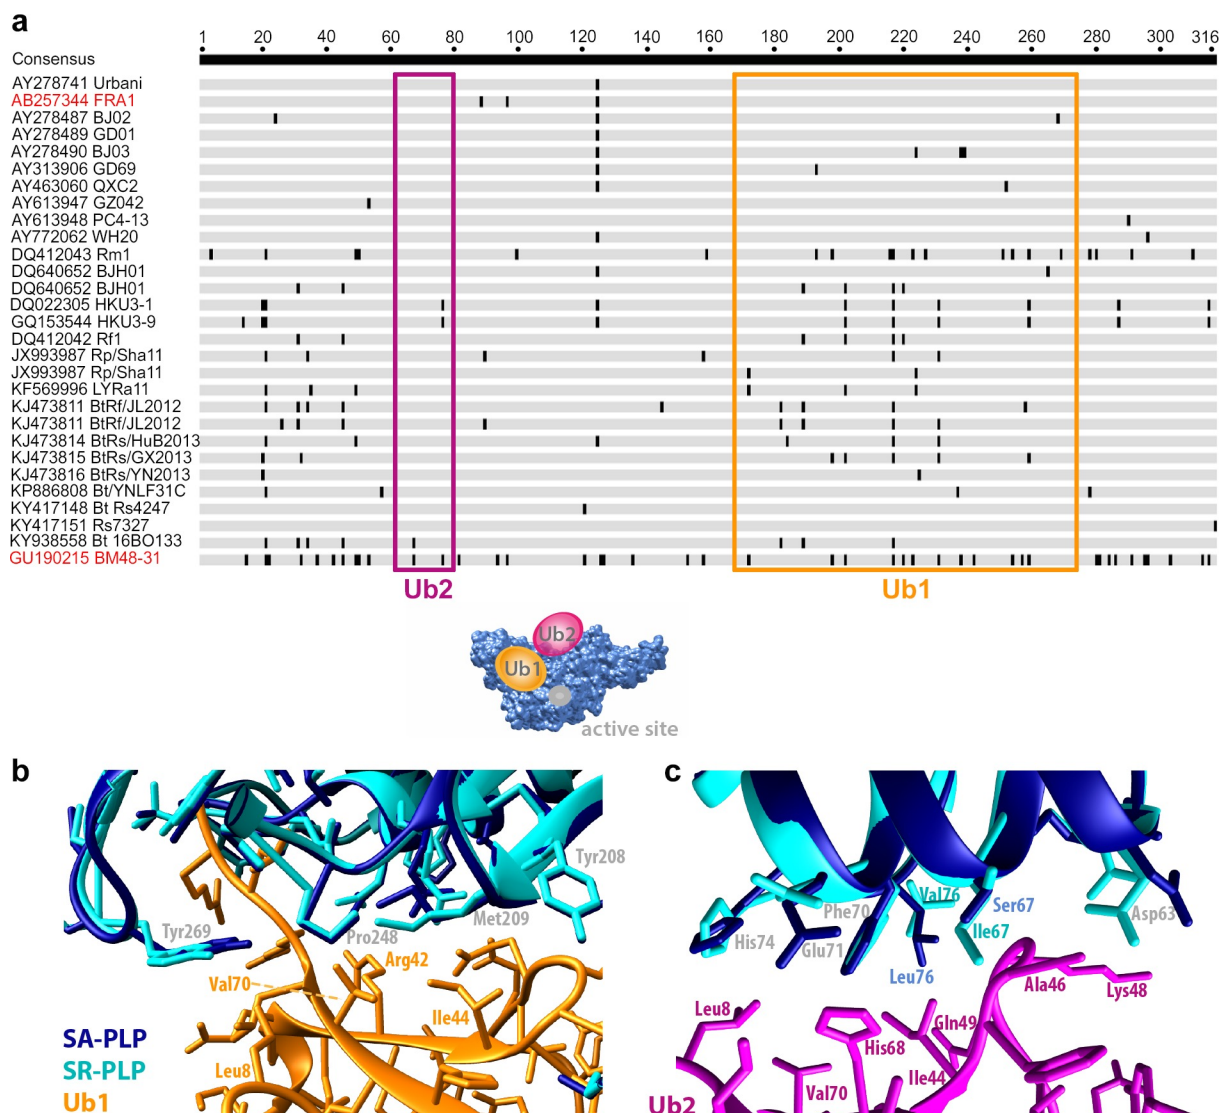 a
1 20 40 60 80 100 120 140 160 180 200 220 240 260 280 300 316
Consensus
AY278741 Urbani
AB257344 FRA1
AY278487 BJ02
AY278489 GD01
AY278490 BJ03
AY313906 GD69
AY463060 QXC2
AY613947 GZ042
AY613948 PC4-13
AY772062 WH20
DQ412043 Rm1
DQ640652 BJH01
DQ640652 BJH01
DQ022305 HKU3-1
GQ153544 HKU3-9
DQ412042 Rf1
JX993987 Rp/Sha11
JX993987 Rp/Sha11
KF569996 LYRa11
KJ473811 BtRf/JL2012
KJ473811 BtRf/JL2012
KJ473814 BtRs/HuB2013
KJ473815 BtRs/GX2013
KJ473816 BtRs/YN2013
KP886808 Bt/YNLF31C
KY417148 Bt Rs4247
KY417151 Rs7327
KY938558 Bt 16BO133
GU190215 BM48-31
Ub2 Ub1
Ub2
Ub1
active site
b
Tyr208
Met209
Tyr269
Pro248
Arg42
Val70
Ile44
Leu8
SA-PLP
SR-PLP
Ub1
c
Val76
Phe70
Ser67
Asp63
His74
Glu71
Ile67
Leu76
Ala46
Lys48
Leu8
Gln49
His68
Ile44
Val70
Ub2